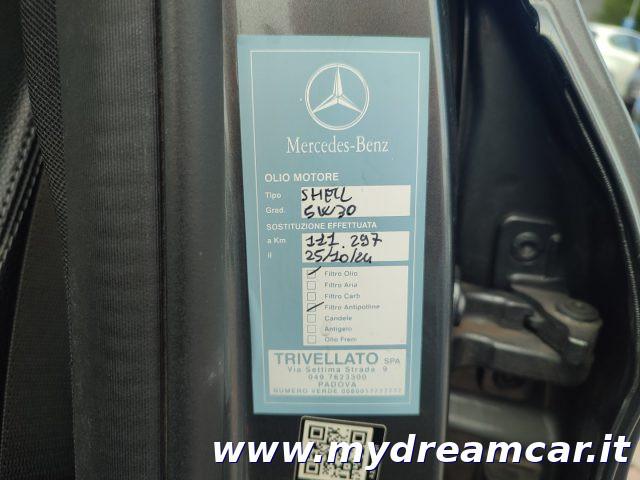 Mercedes-Benz
OLIO MOTORE
Tipo SHELL
Grad. 5W30
SOSTITUZIONE EFFETTUATA
a Km 111.297
il 25/10/24
Filtro Olio
Filtro Aria
Filtro Carb
Filtro Antipolline
Candele
Antigelo
Olio Freni
TRIVELLATO SPA
Via Settima Strada 9
049 7623300
PADOVA
NUMERO VERDE
www.mydreamcar.it